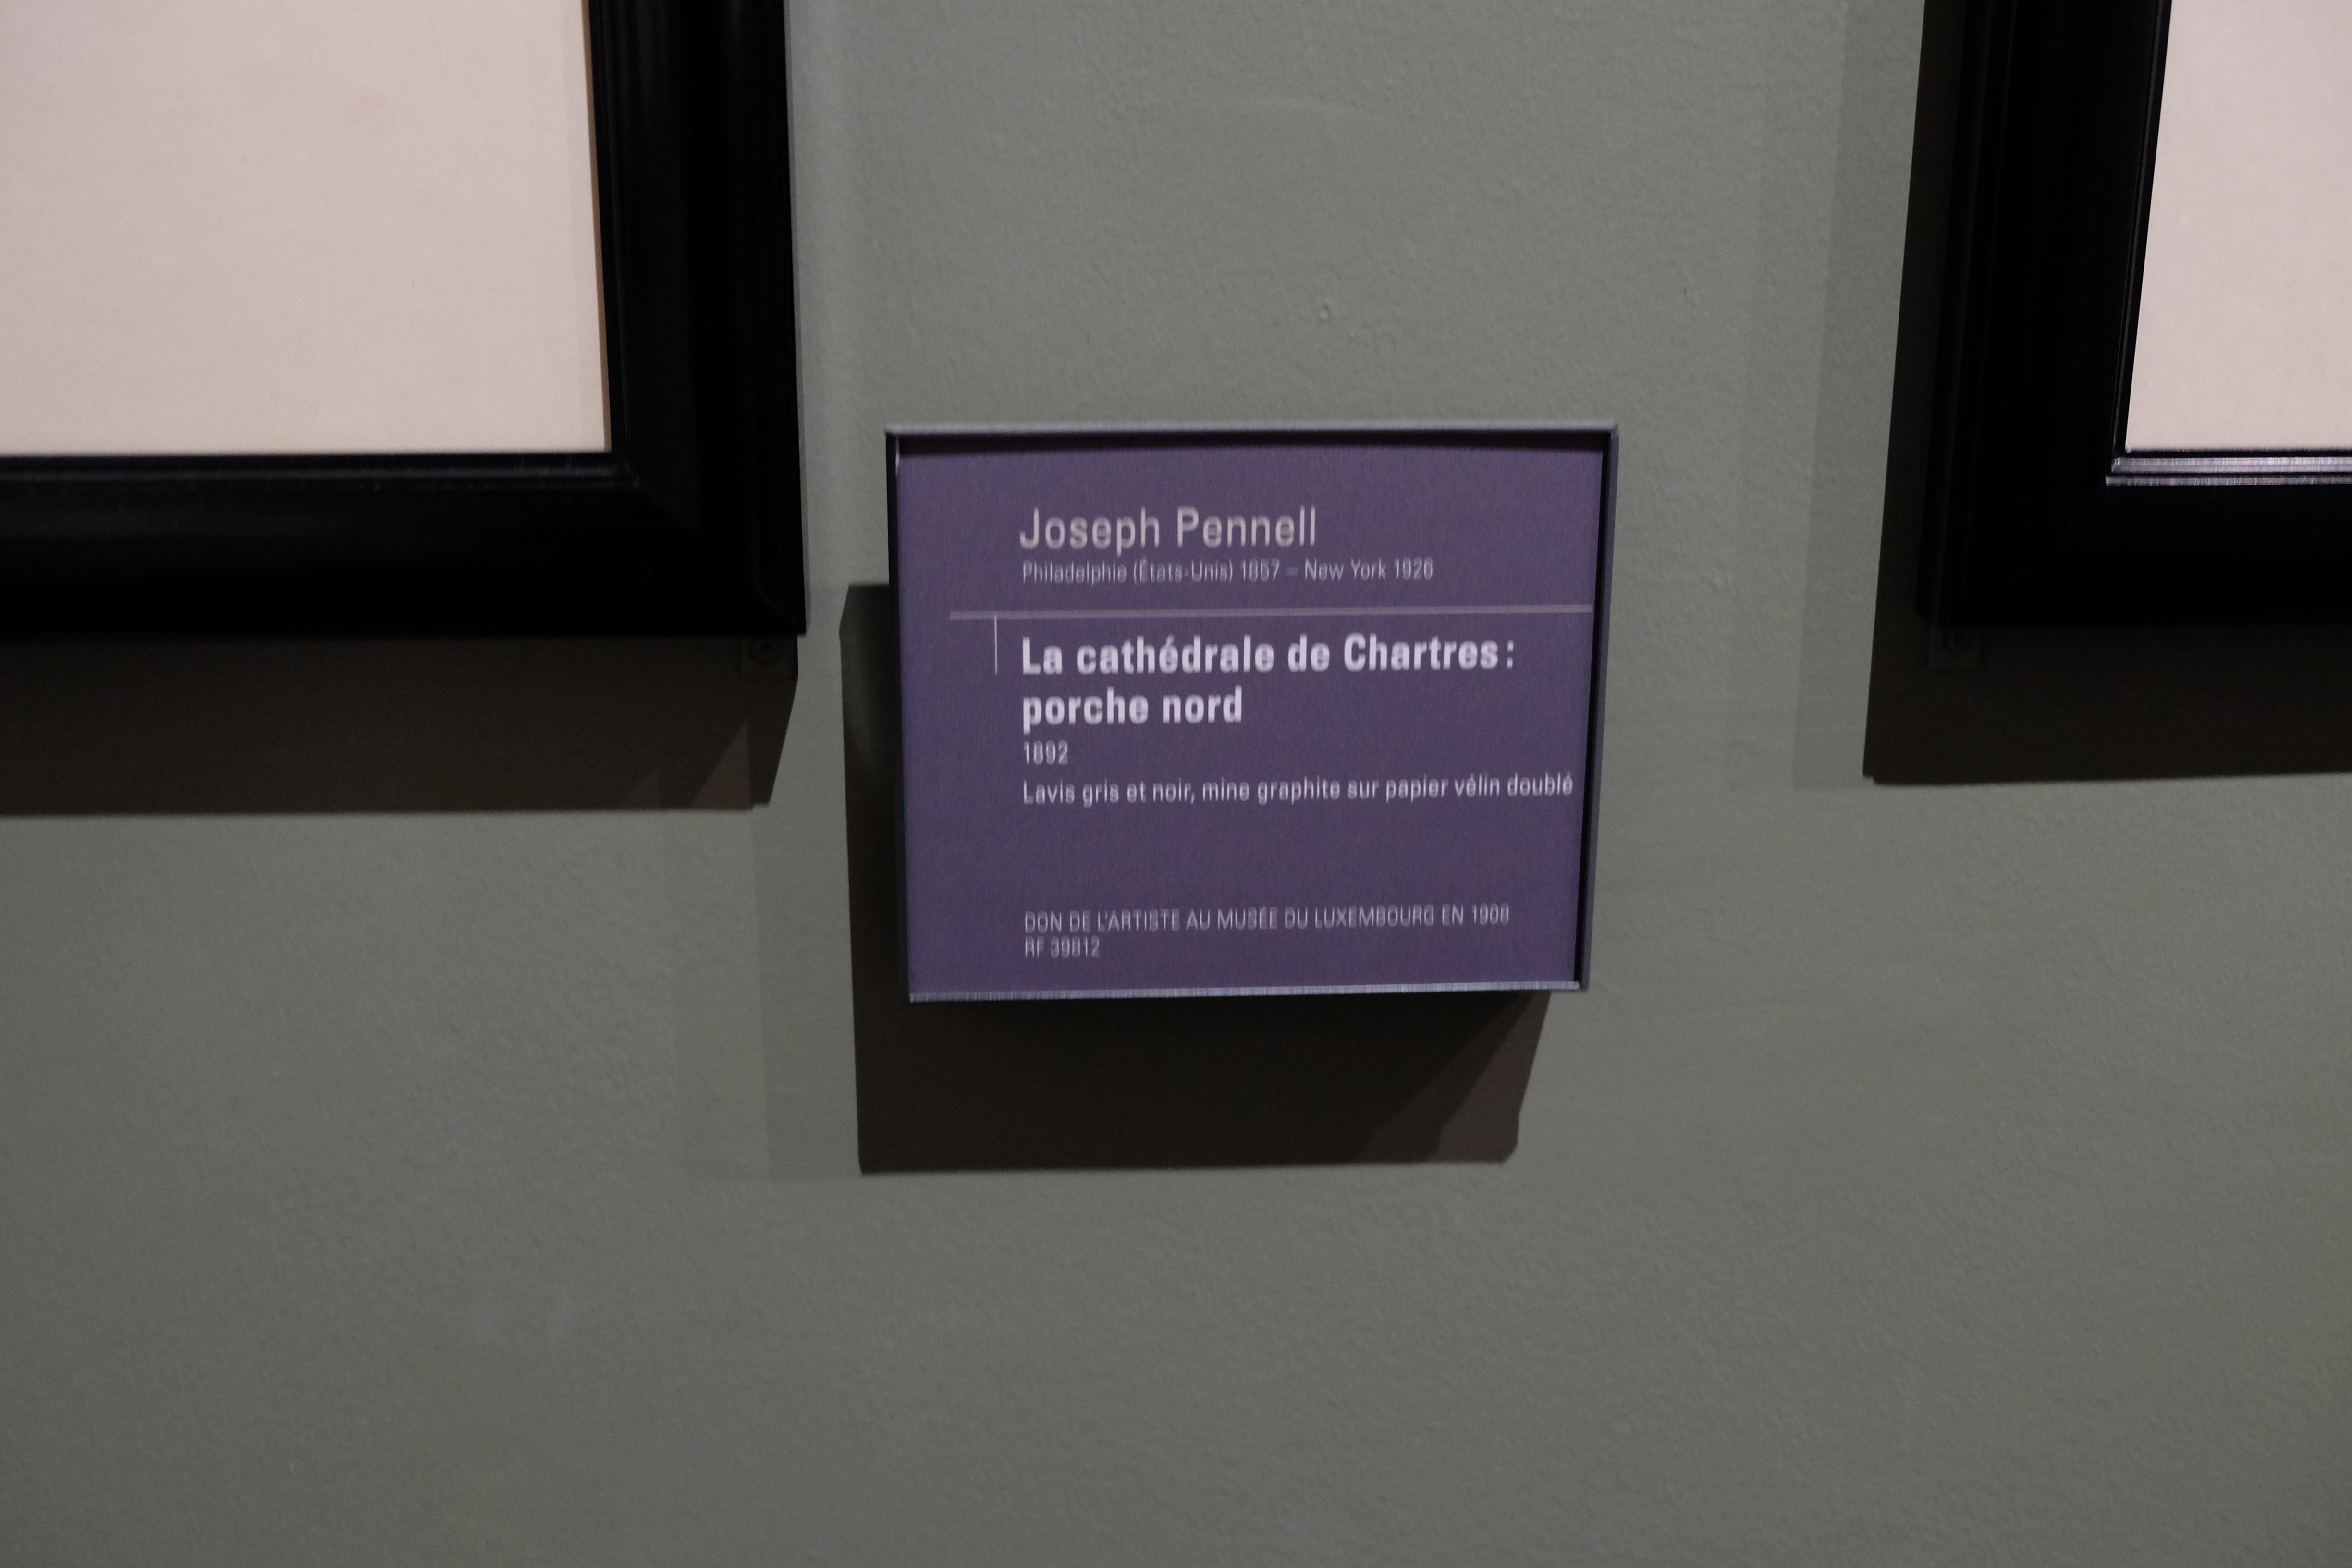 Joseph Pennell
Philadelphie (États-Unis) 1857 – New York 1926
La cathédrale de Chartres :
porche nord
1892
Lavis gris et noir, mine graphite sur papier vélin doublé
DON DE L'ARTISTE AU MUSÉE DU LUXEMBOURG EN 1908
RF 39812